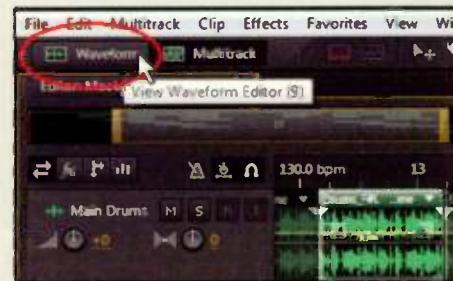 File Edit Multitrack Clip Effects Favorites View
Waveform Multitrack
View Waveform Editor (9)
130.0 bpm 13
Main Drums M S
+0 0